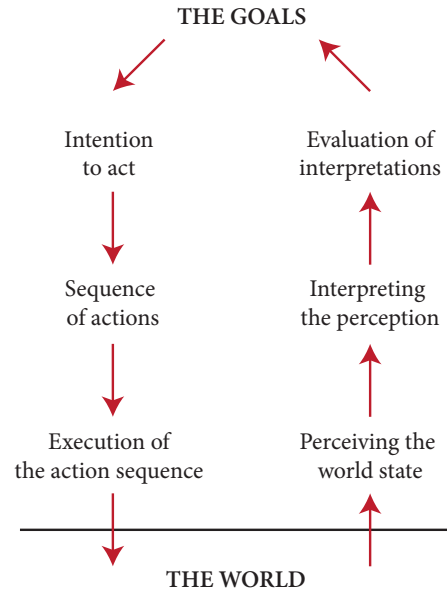 THE GOALS
Intention
to act
Evaluation of
interpretations
Sequence
of actions
Interpreting
the perception
Execution of
the action sequence
Perceiving the
world state
THE WORLD